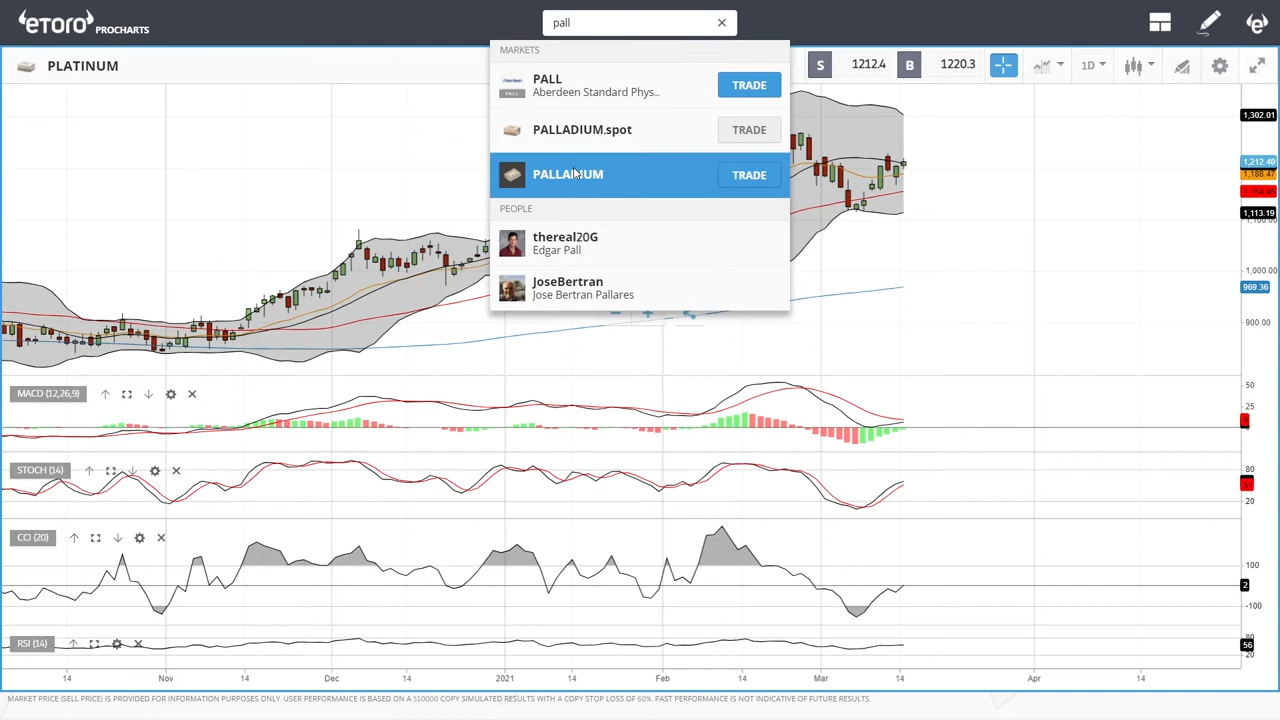 eTORO PROCHARTS
pall
PLATINUM
S 1212.4 B 1220.3 1D
MARKETS
PALL
Aberdeen Standard Phys..
TRADE
PALLADIUM.spot
TRADE
PALLADIUM
TRADE
PEOPLE
thereal20G
Edgar Pall
JoseBertran
Jose Bertran Pallares
1,302.01
1,212.40
1,188.47
1,113.19
1,000.00
969.36
900.00
MACD (12,26,9)
50
25
STOCH (14)
80
20
CCI (20)
100
2
-100
RSI (14)
80
56
20
14 Nov 14 Dec 14 2021 14 Feb 14 Mar 14 Apr 14
MARKET PRICE (SELL PRICE) IS PROVIDED FOR INFORMATION PURPOSES ONLY. USER PERFORMANCE IS BASED ON A $10000 COPY SIMULATED RESULTS WITH A COPY STOP LOSS OF 60%. PAST PERFORMANCE IS NOT INDICATIVE OF FUTURE RESULTS.